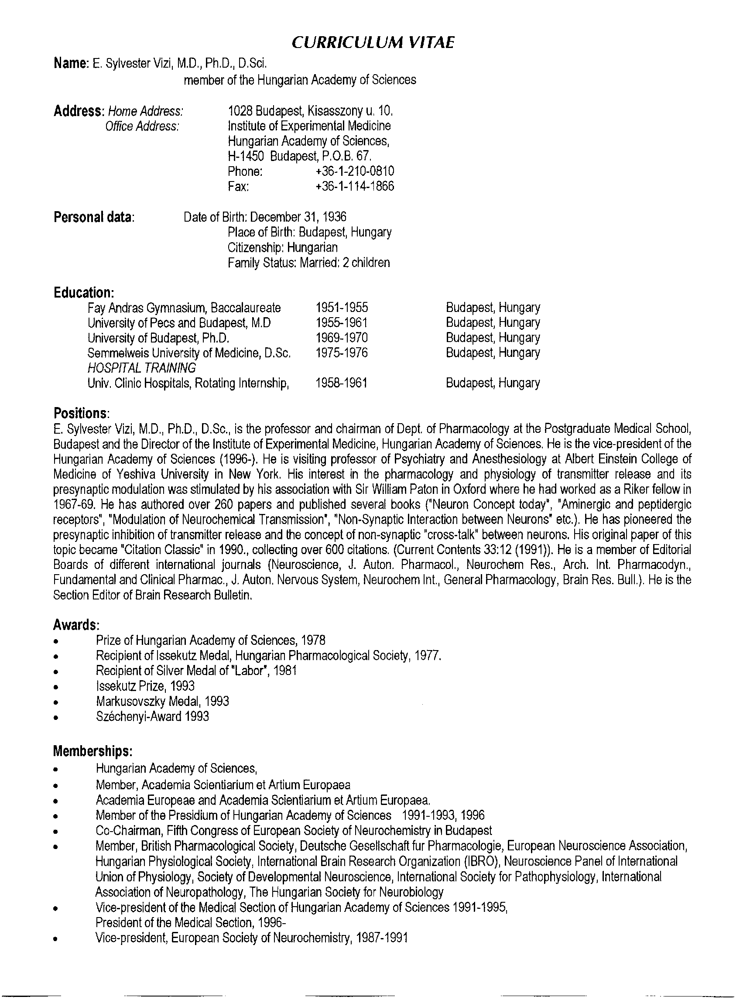 CURRICULUM VITAE
Name: E. Sylvester Vizi, M.D., Ph.D., D.Sci.
member of the Hungarian Academy of Sciences
Address: Home Address: 1028 Budapest, Kisasszony u. 10.
Office Address: Institute of Experimental Medicine
Hungarian Academy of Sciences,
H-1450 Budapest, P.O.B. 67.
Phone: +36-1-210-0810
Fax: +36-1-114-1866
Personal data: Date of Birth: December 31, 1936
Place of Birth: Budapest, Hungary
Citizenship: Hungarian
Family Status: Married: 2 children
Education:
Fay Andras Gymnasium, Baccalaureate 1951-1955 Budapest, Hungary
University of Pecs and Budapest, M.D 1955-1961 Budapest, Hungary
University of Budapest, Ph.D. 1969-1970 Budapest, Hungary
Semmelweis University of Medicine, D.Sc. 1975-1976 Budapest, Hungary
HOSPITAL TRAINING
Univ. Clinic Hospitals, Rotating Internship, 1958-1961 Budapest, Hungary
Positions:
E. Sylvester Vizi, M.D., Ph.D., D.Sc., is the professor and chairman of Dept. of Pharmacology at the Postgraduate Medical School,
Budapest and the Director of the Institute of Experimental Medicine, Hungarian Academy of Sciences. He is the vice-president of the
Hungarian Academy of Sciences (1996-). He is visiting professor of Psychiatry and Anesthesiology at Albert Einstein College of
Medicine of Yeshiva University in New York. His interest in the pharmacology and physiology of transmitter release and its
presynaptic modulation was stimulated by his association with Sir William Paton in Oxford where he had worked as a Riker fellow in
1967-69. He has authored over 260 papers and published several books ("Neuron Concept today", "Aminergic and peptidergic
receptors", "Modulation of Neurochemical Transmission", "Non-Synaptic Interaction between Neurons" etc.). He has pioneered the
presynaptic inhibition of transmitter release and the concept of non-synaptic "cross-talk" between neurons. His original paper of this
topic became "Citation Classic" in 1990., collecting over 600 citations. (Current Contents 33:12 (1991)). He is a member of Editorial
Boards of different international journals (Neuroscience, J. Auton. Pharmacol., Neurochem Res., Arch. Int. Pharmacodyn.,
Fundamental and Clinical Pharmac., J. Auton. Nervous System, Neurochem Int., General Pharmacology, Brain Res. Bull.). He is the
Section Editor of Brain Research Bulletin.
Awards:
• Prize of Hungarian Academy of Sciences, 1978
• Recipient of Issekutz Medal, Hungarian Pharmacological Society, 1977.
• Recipient of Silver Medal of "Labor", 1981
• Issekutz Prize, 1993
• Markusovszky Medal, 1993
• Széchenyi-Award 1993
Memberships:
• Hungarian Academy of Sciences,
• Member, Academia Scientiarium et Artium Europaea
• Academia Europeae and Academia Scientiarium et Artium Europaea.
• Member of the Presidium of Hungarian Academy of Sciences 1991-1993, 1996
• Co-Chairman, Fifth Congress of European Society of Neurochemistry in Budapest
• Member, British Pharmacological Society, Deutsche Gesellschaft fur Pharmacologie, European Neuroscience Association,
Hungarian Physiological Society, International Brain Research Organization (IBRO), Neuroscience Panel of International
Union of Physiology, Society of Developmental Neuroscience, International Society for Pathophysiology, International
Association of Neuropathology, The Hungarian Society for Neurobiology
• Vice-president of the Medical Section of Hungarian Academy of Sciences 1991-1995,
President of the Medical Section, 1996-
• Vice-president, European Society of Neurochemistry, 1987-1991